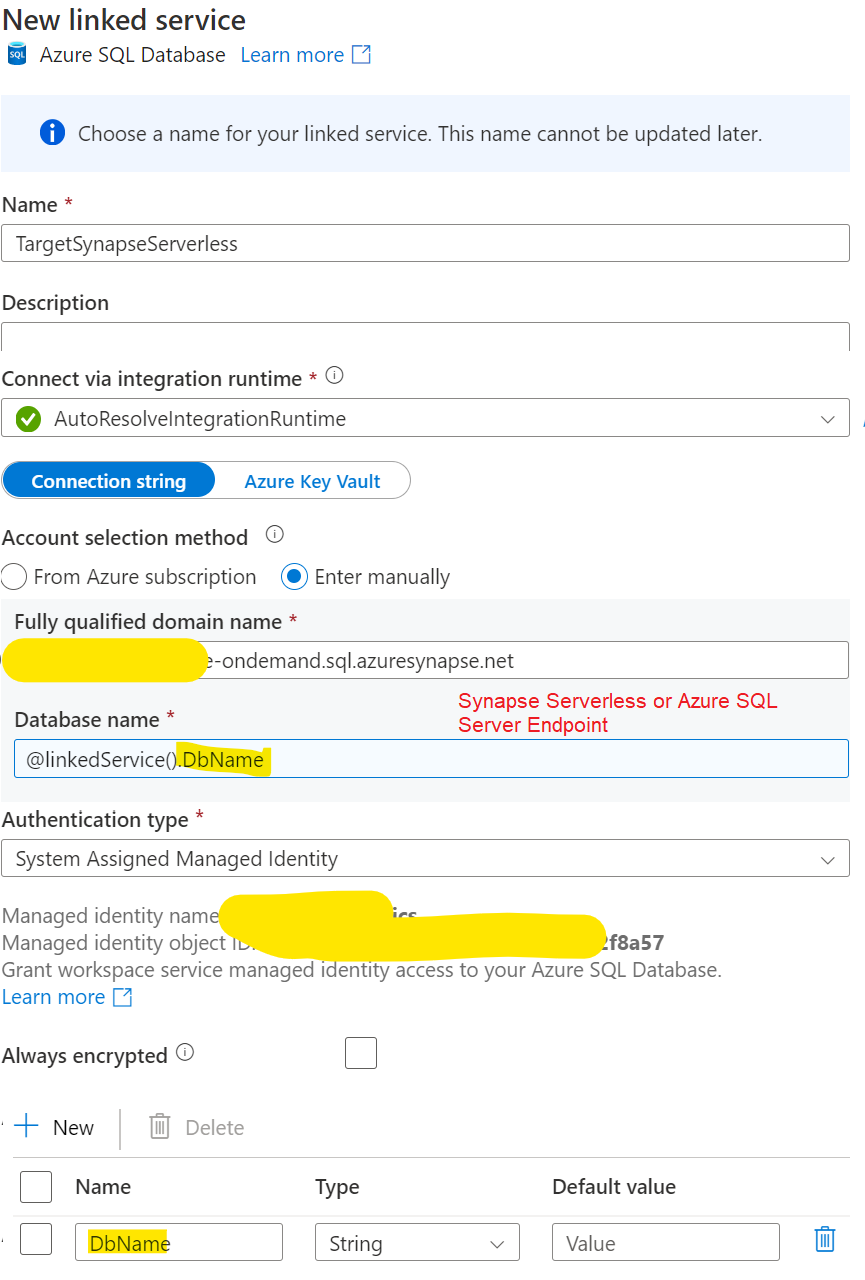 New linked service
SQL Azure SQL Database Learn more
Choose a name for your linked service. This name cannot be updated later.
Name *
TargetSynapseServerless
Description
Connect via integration runtime *
AutoResolveIntegrationRuntime
Connection string Azure Key Vault
Account selection method
From Azure subscription Enter manually
Fully qualified domain name *
e-ondemand.sql.azuresynapse.net
Synapse Serverless or Azure SQL
Server Endpoint
Database name *
@linkedService().DbName
Authentication type *
System Assigned Managed Identity
Managed identity name ics
Managed identity object ID: 2f8a57
Grant workspace service managed identity access to your Azure SQL Database.
Learn more
Always encrypted
New Delete
Name Type Default value
DbName String Value